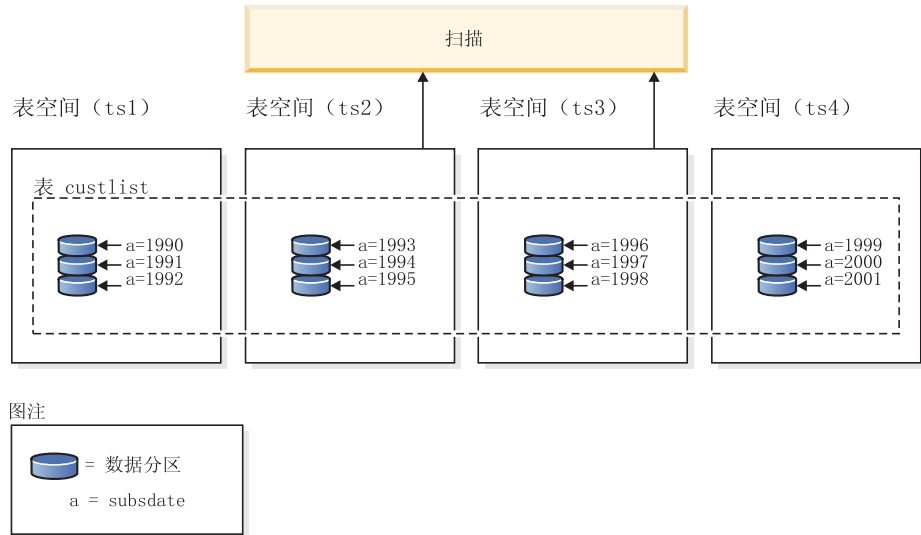 扫描
表空间（ts1）
表空间（ts2）
表空间（ts3）
表空间（ts4）
表 custlist
a=1990
a=1991
a=1992
a=1993
a=1994
a=1995
a=1996
a=1997
a=1998
a=1999
a=2000
a=2001
图注
= 数据分区
a = subsdate